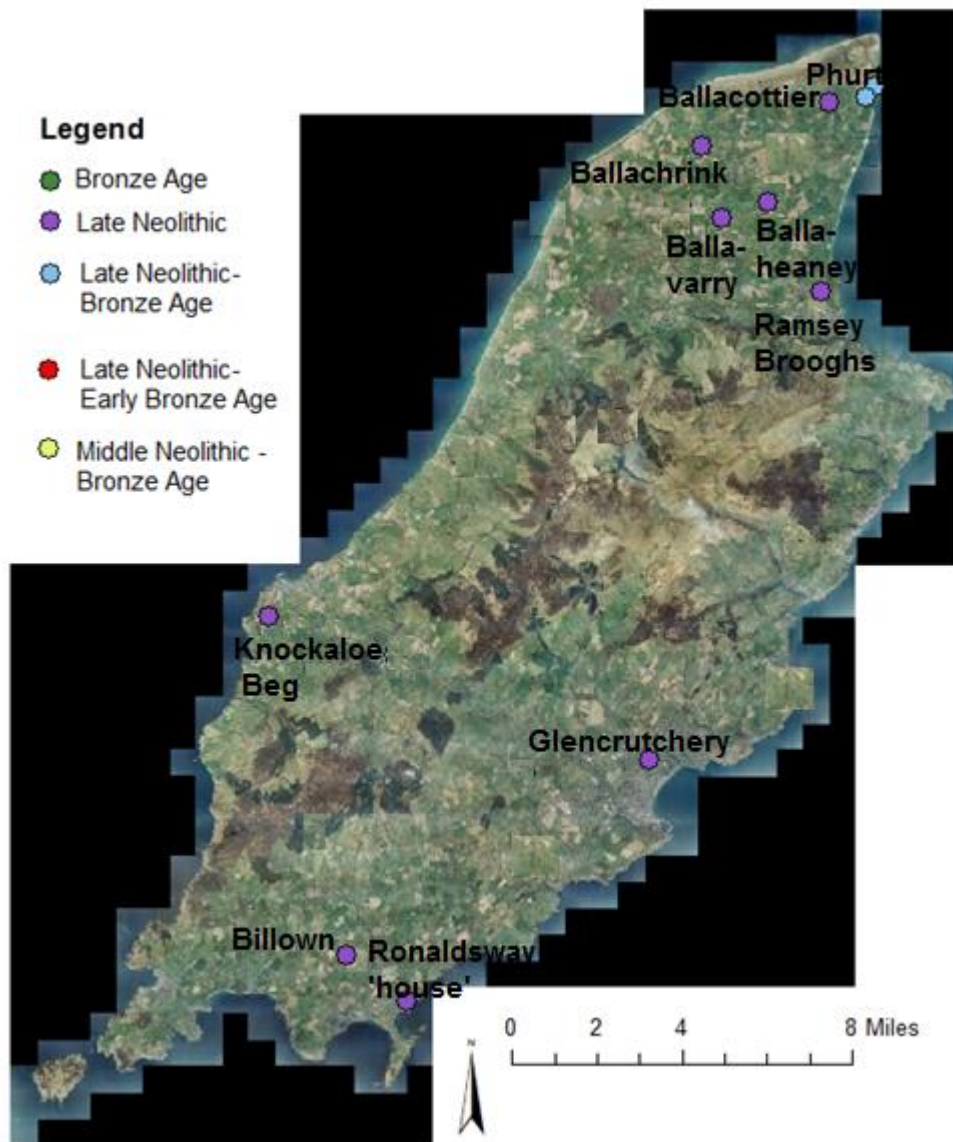 Phurt
Ballacottier
Legend
Bronze Age
Late Neolithic
Late Neolithic-
Bronze Age
Late Neolithic-
Early Bronze Age
Middle Neolithic -
Bronze Age
Ballachrink
Balla-
varry
Balla-
heaney
Ramsey
Brooghs
Knockaloe
Beg
Glencrutchery
Billown
Ronaldsway
'house'
0 2 4 8 Miles
N